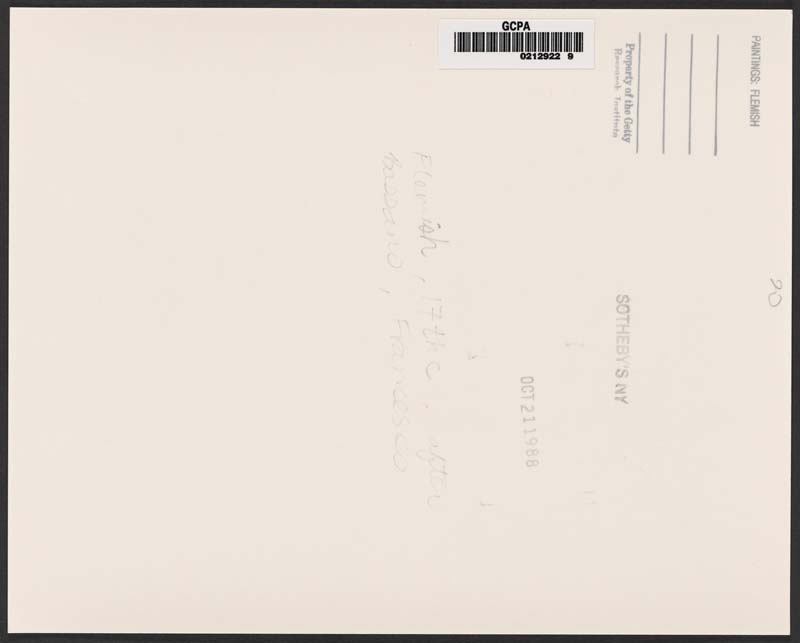 GCPA
0212922 9
PAINTINGS: FLEMISH
Property of the Getty
Research Institute
90
SOTHEBY'S NY
OCT 21 1988
Flemish, 17th c, after
bassano, Francesco